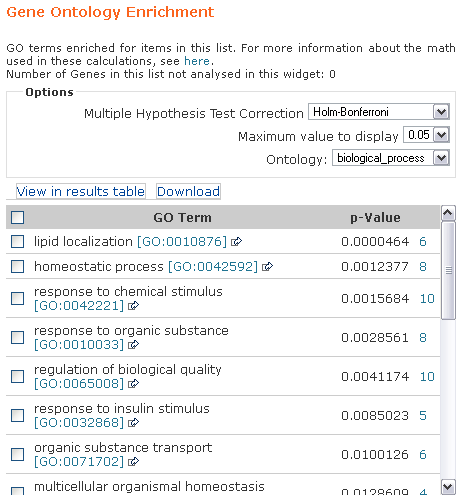 Gene Ontology Enrichment
GO terms enriched for items in this list. For more information about the math
used in these calculations, see here.
Number of Genes in this list not analysed in this widget: 0
Options
Multiple Hypothesis Test Correction Holm-Bonferroni
Maximum value to display 0.05
Ontology: biological_process
View in results table Download
GO Term p-Value
lipid localization [GO:0010876] 0.0000464 6
homeostatic process [GO:0042592] 0.0012377 8
response to chemical stimulus
[GO:0042221] 0.0015684 10
response to organic substance
[GO:0010033] 0.0028561 8
regulation of biological quality
[GO:0065008] 0.0041174 10
response to insulin stimulus
[GO:0032868] 0.0085023 5
organic substance transport
[GO:0071702] 0.0100126 6
multicellular organismal homeostasis
0.0128609 4